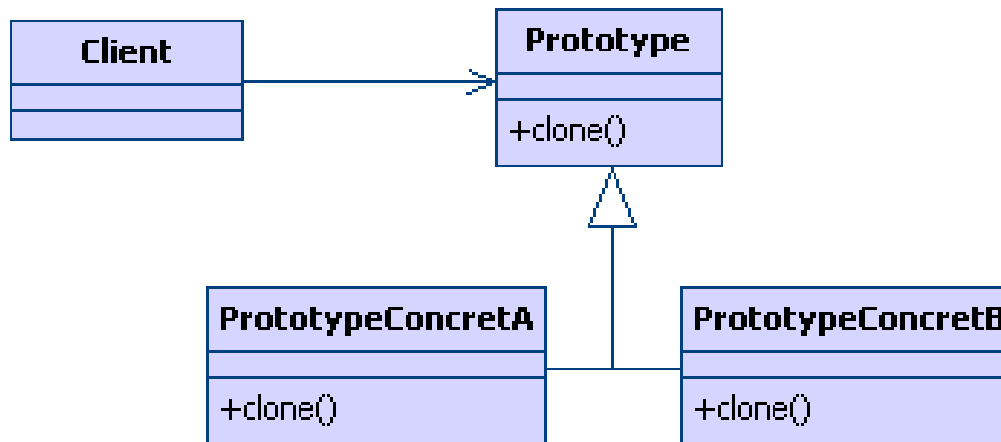 Client
Prototype
+clone()
PrototypeConcretA
+clone()
PrototypeConcretB
+clone()